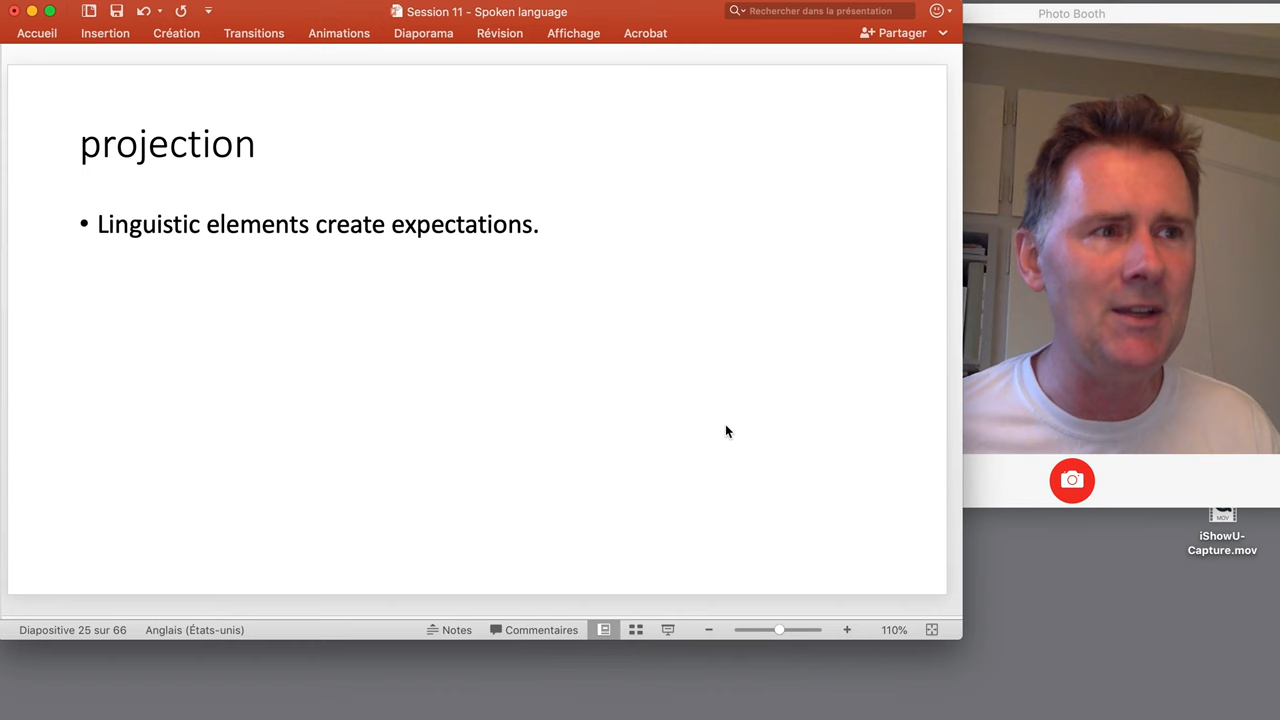 Session 11 - Spoken language
Rechercher dans la présentation
Photo Booth
Accueil
Insertion
Création
Transitions
Animations
Diaporama
Révision
Affichage
Acrobat
Partager
projection
• Linguistic elements create expectations.
MOV
iShowU-
Capture.mov
Diapositive 25 sur 66
Anglais (États-unis)
Notes
Commentaires
110%